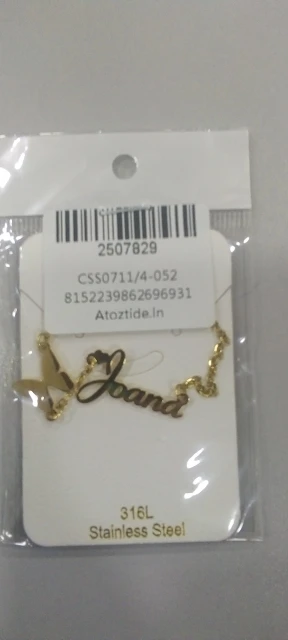 2507829
CSS0711/4-052
8152239862696931
Atoztide.In
Joana
316L
Stainless Steel